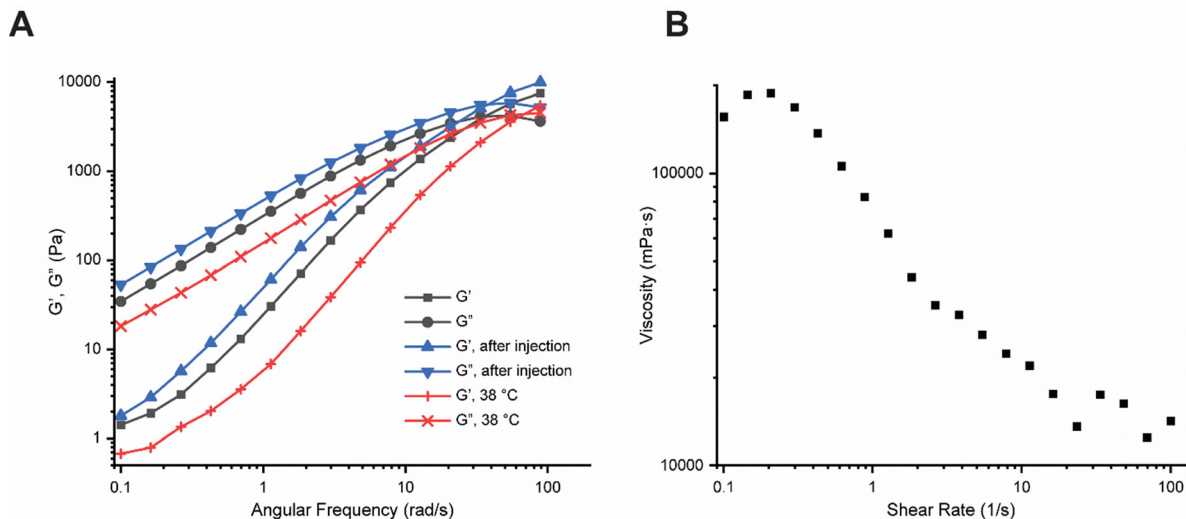 A
B
10000
1000
100
10
1
G', G" (Pa)
G'
G"
G', after injection
G", after injection
G', 38 °C
G", 38 °C
0.1
1
10
100
Angular Frequency (rad/s)
100000
10000
Viscosity (mPa·s)
0.1
1
10
100
Shear Rate (1/s)